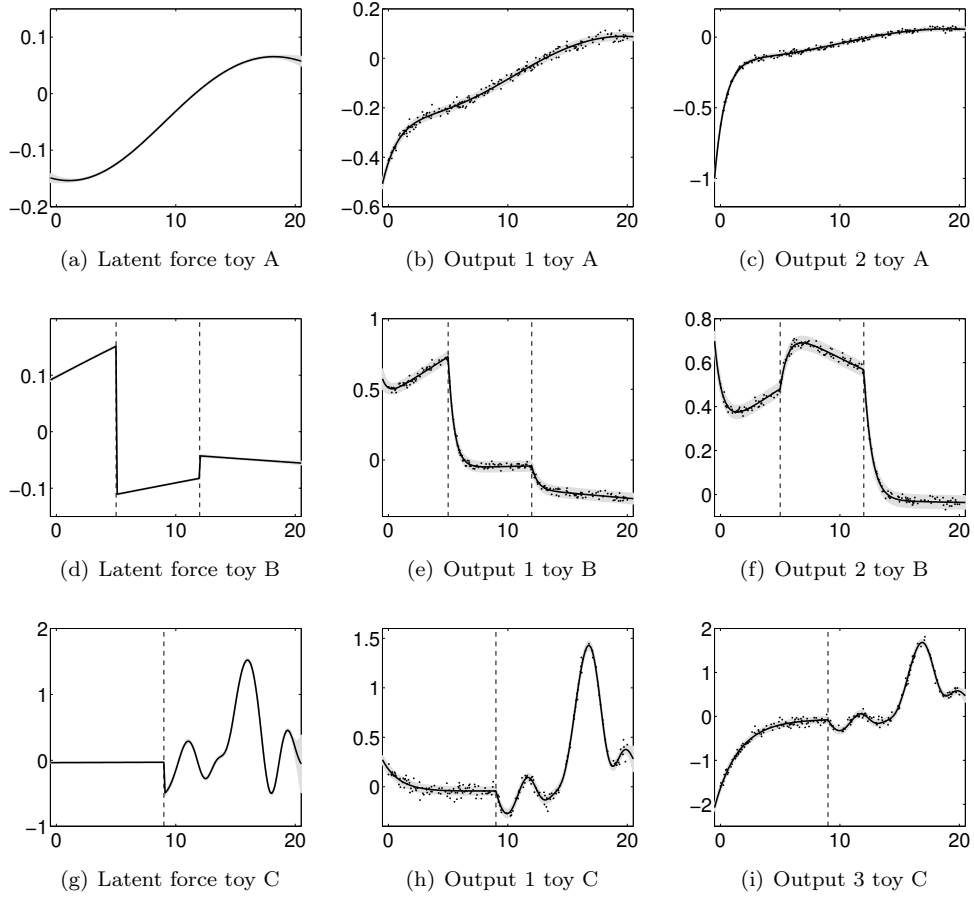 0.1
0
−0.1
−0.2
0 10 20
(a) Latent force toy A
0.2
0
−0.2
−0.4
−0.6
0 10 20
(b) Output 1 toy A
0
−0.5
−1
0 10 20
(c) Output 2 toy A
0.1
0
−0.1
0 10 20
(d) Latent force toy B
1
0.5
0
0 10 20
(e) Output 1 toy B
0.8
0.6
0.4
0.2
0
0 10 20
(f) Output 2 toy B
2
1
0
−1
0 10 20
(g) Latent force toy C
1.5
1
0.5
0
0 10 20
(h) Output 1 toy C
2
1
0
−1
−2
0 10 20
(i) Output 3 toy C